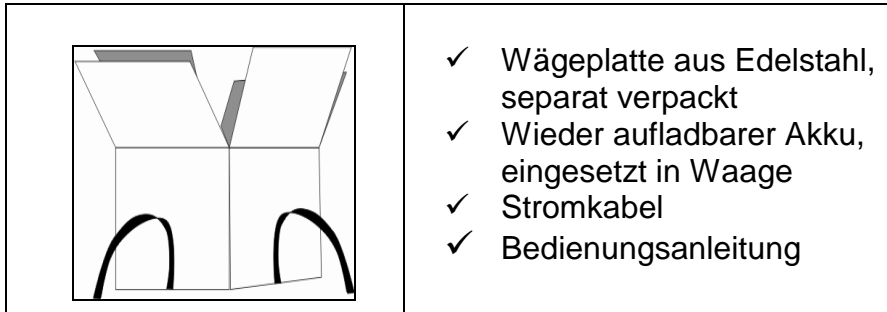 ✓ Wägeplatte aus Edelstahl,
separat verpackt
✓ Wieder aufladbarer Akku,
eingesetzt in Waage
✓ Stromkabel
✓ Bedienungsanleitung